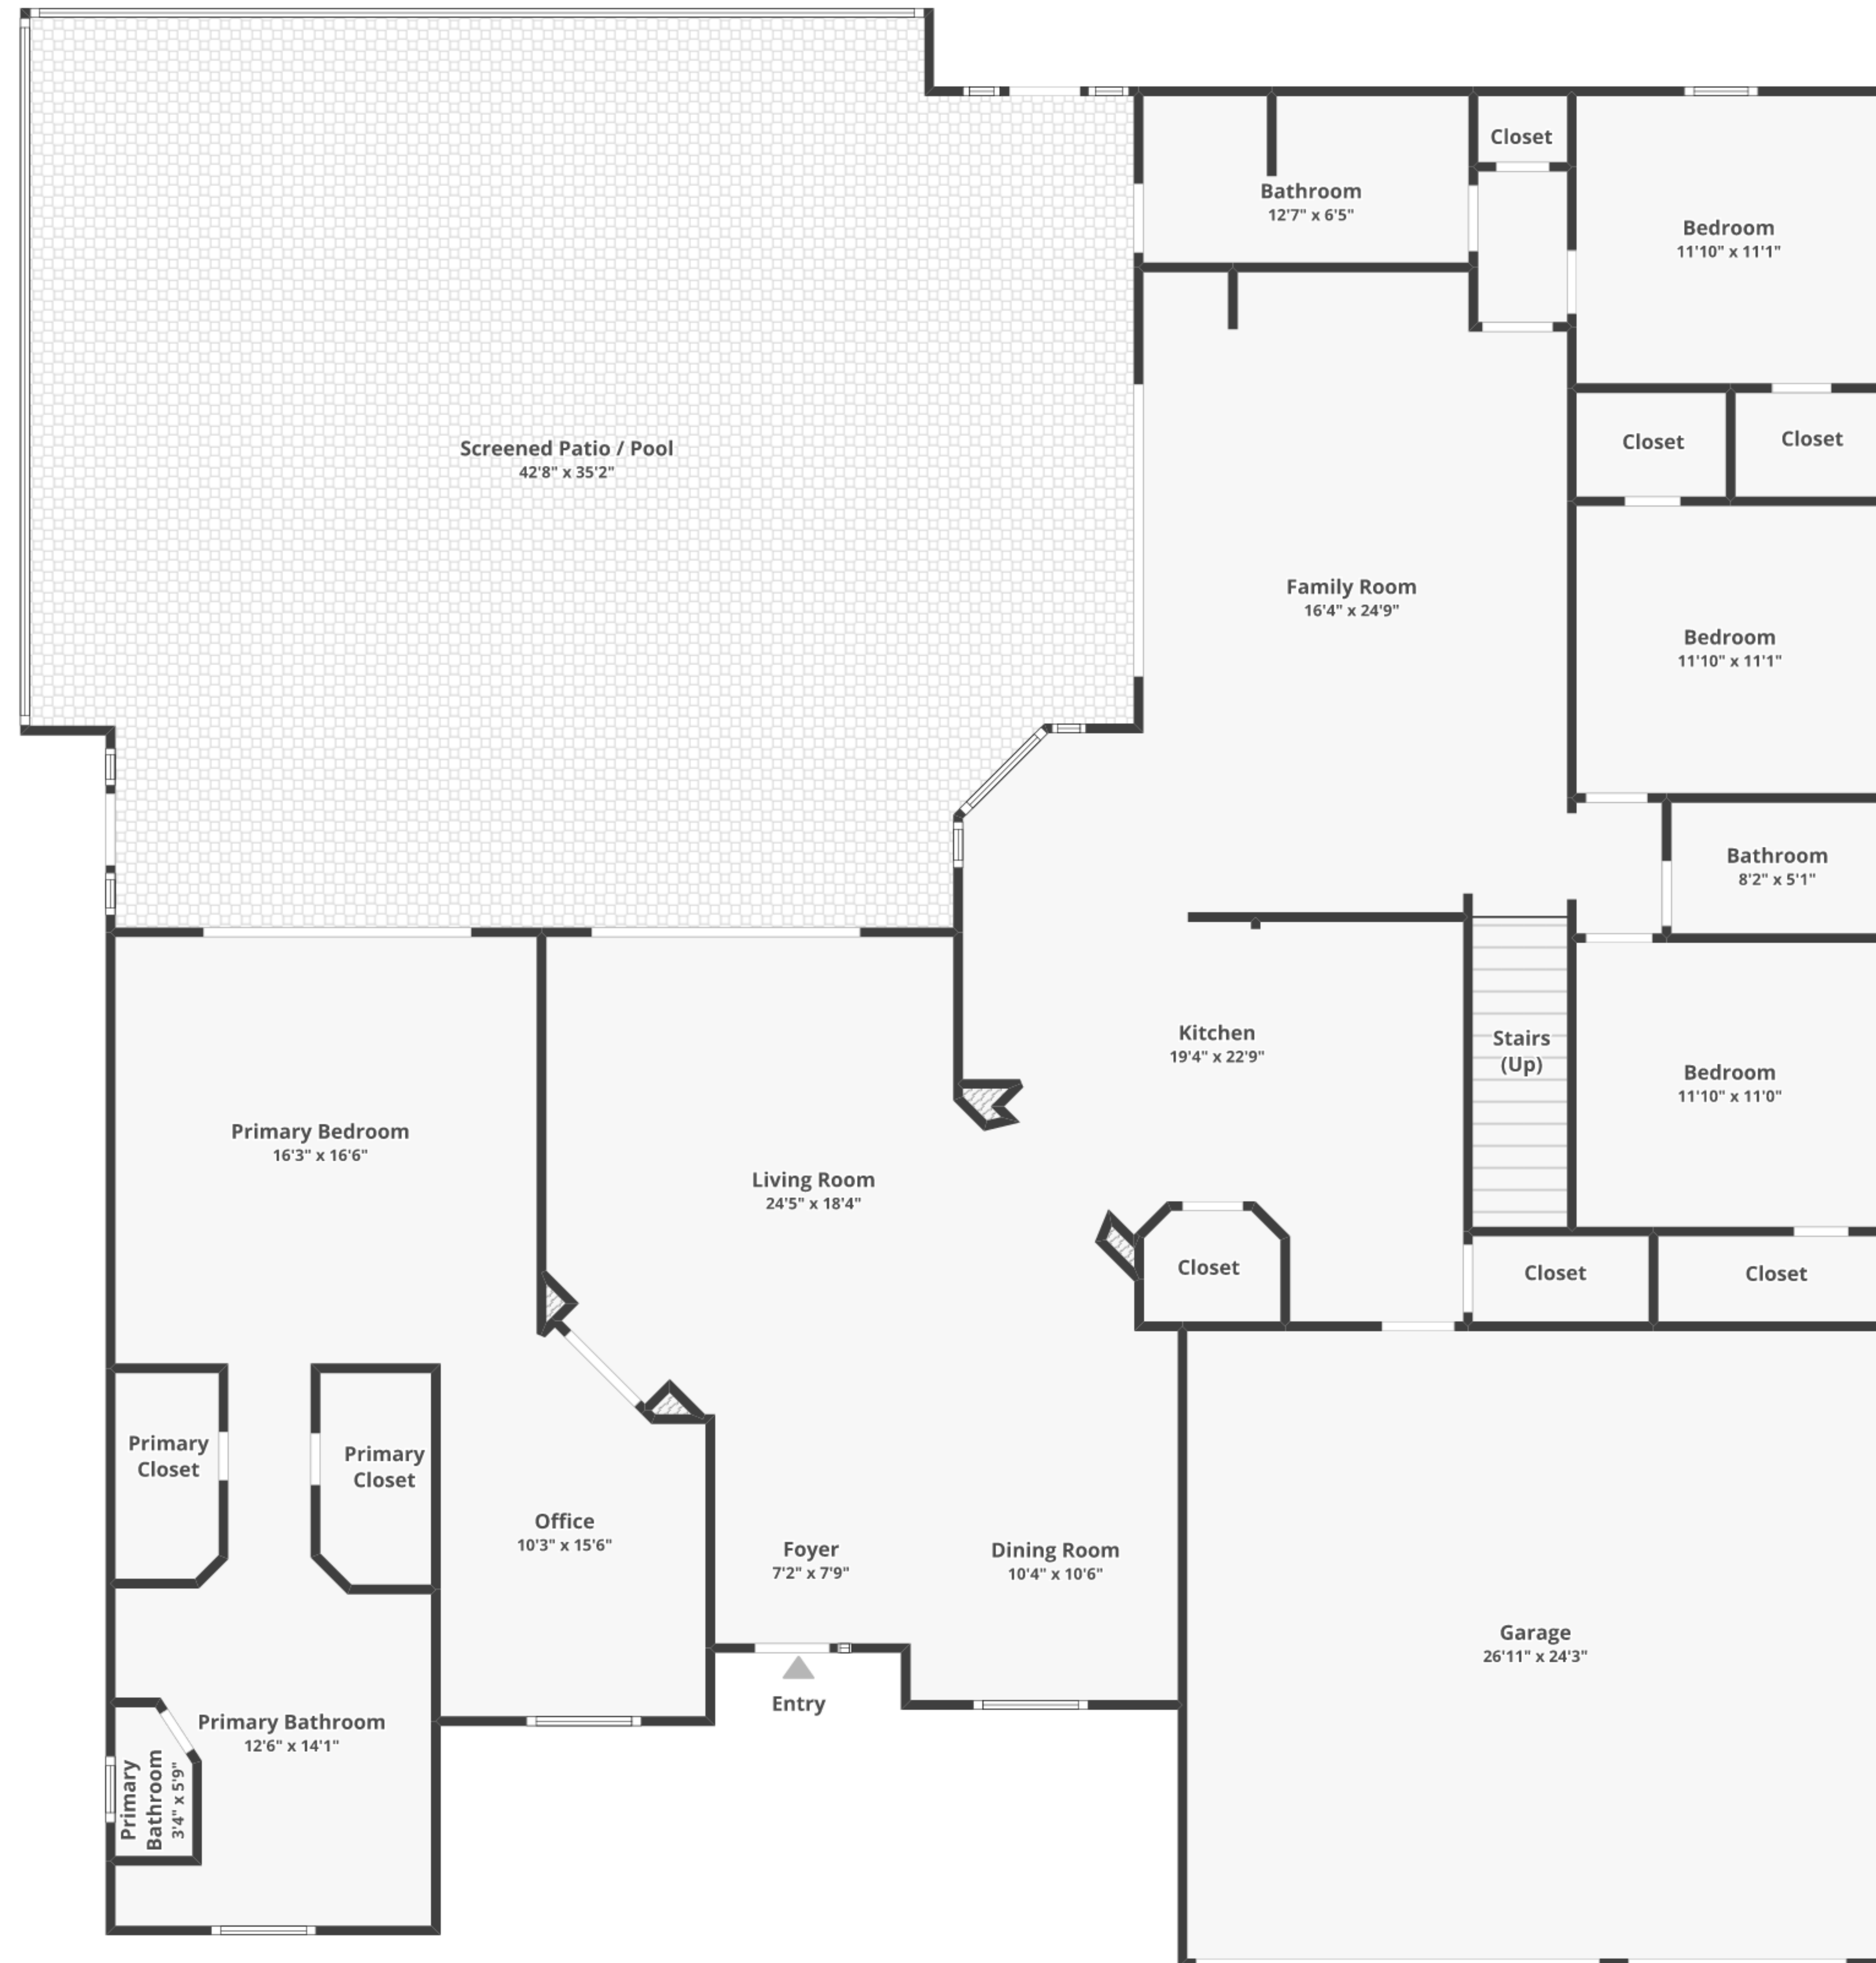 Closet
Bathroom
12'7" x 6'5"
Bedroom
11'10" x 11'1"
Screened Patio / Pool
42'8" x 35'2"
Closet
Closet
Family Room
16'4" x 24'9"
Bedroom
11'10" x 11'1"
Bathroom
8'2" x 5'1"
Kitchen
19'4" x 22'9"
Stairs
(Up)
Bedroom
11'10" x 11'0"
Primary Bedroom
16'3" x 16'6"
Living Room
24'5" x 18'4"
Closet
Closet
Closet
Primary
Closet
Primary
Closet
Office
10'3" x 15'6"
Foyer
7'2" x 7'9"
Dining Room
10'4" x 10'6"
Garage
26'11" x 24'3"
Entry
Primary Bathroom
12'6" x 14'1"
Primary
Bathroom
3'4" x 5'9"